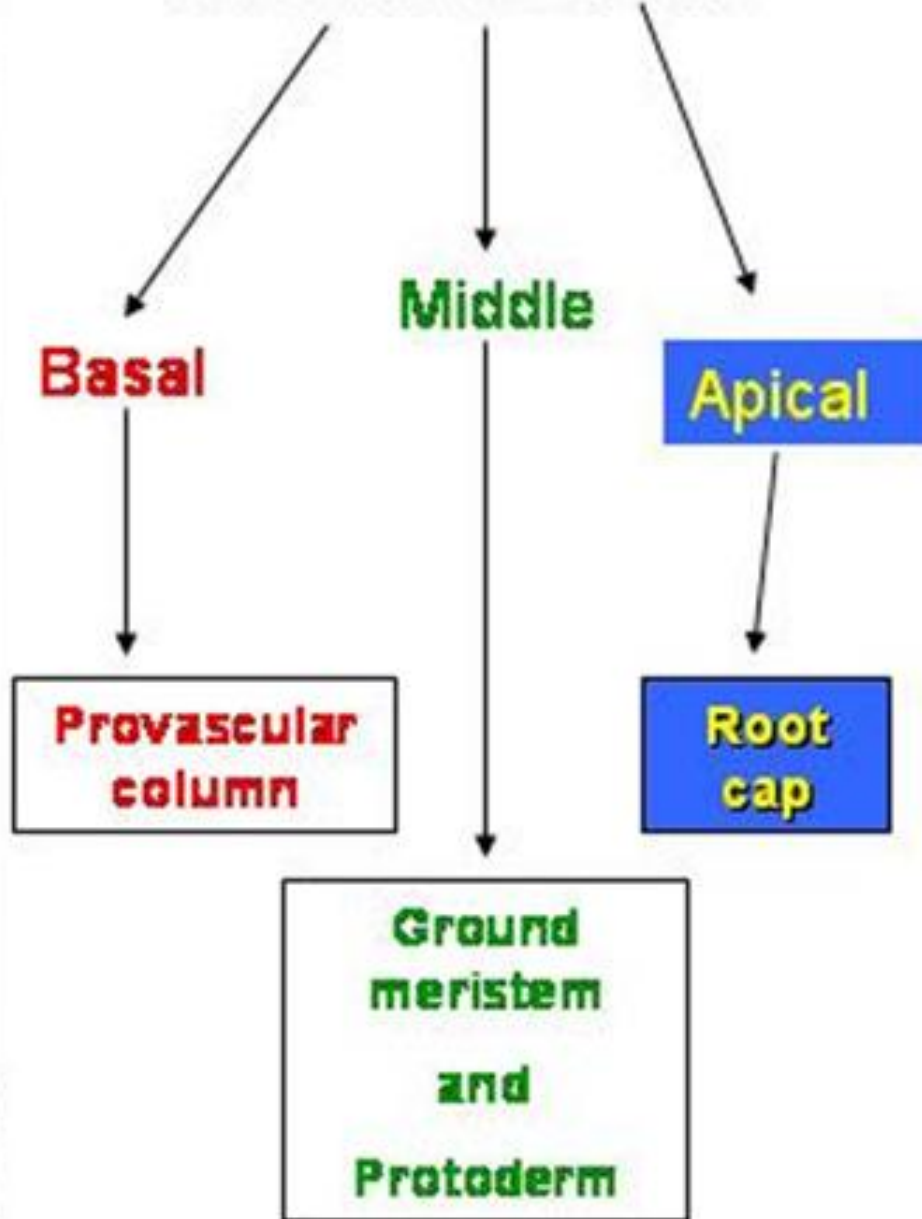 Middle
Basal
Apical
Provascular
column
Root
cap
Ground
meristem
and
Protoderm